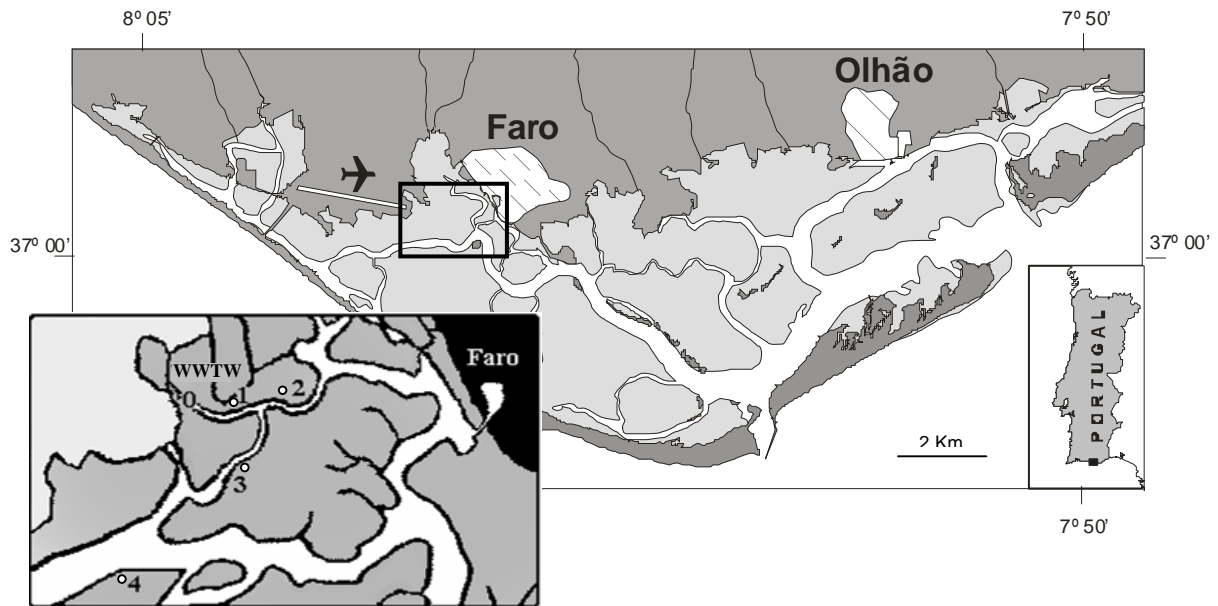 8º 05’
7º 50’
Olhão
Faro
37º 00’
37º 00’
PORTUGAL
WWTW
Faro
0
1
2
3
4
2 Km
7º 50’